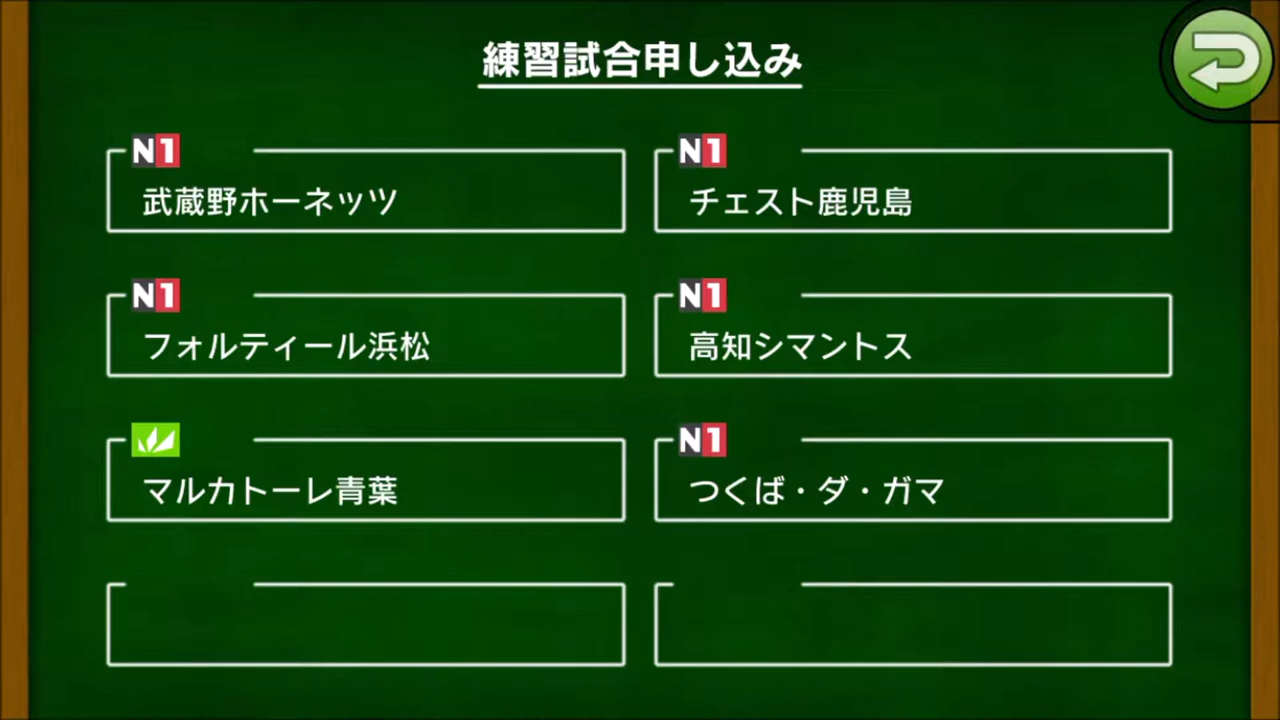 練習試合申し込み
N1
武蔵野ホーネッツ
N1
チェスト鹿児島
N1
フォルティール浜松
N1
高知シマントス
マルカトーレ青葉
N1
つくば・ダ・ガマ